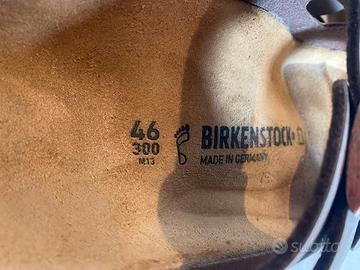 46
300
M13
BIRKENSTOCK
MADE IN GERMANY
subito